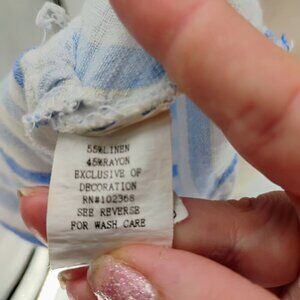 55%LINEN
45%RAYON
EXCLUSIVE OF
DECORATION
RN#102368
SEE REVERSE
FOR WASH CARE